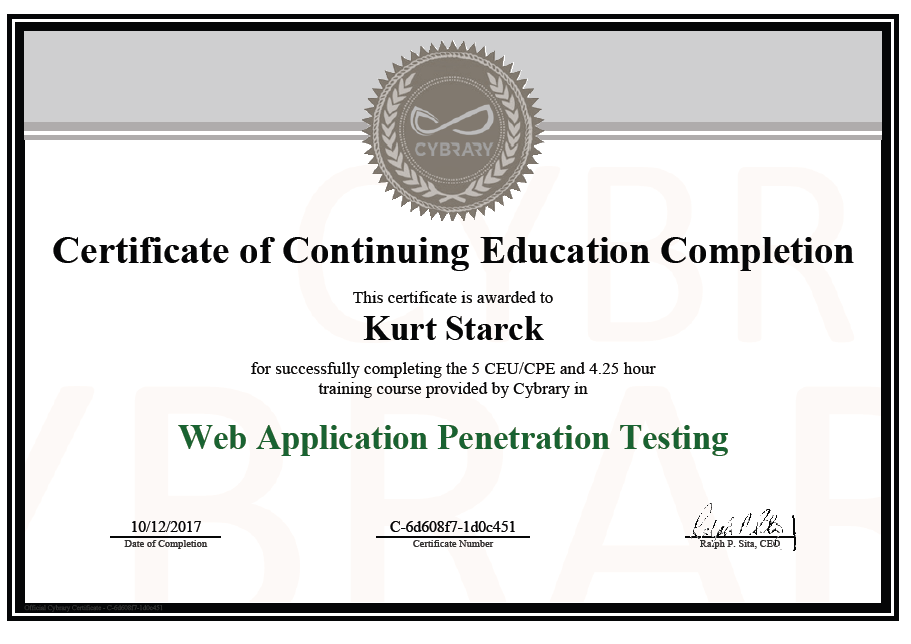 CYBRARY
Certificate of Continuing Education Completion
This certificate is awarded to
Kurt Starck
for successfully completing the 5 CEU/CPE and 4.25 hour
training course provided by Cybrary in
Web Application Penetration Testing
10/12/2017
Date of Completion
C-6d608f7-1d0c451
Certificate Number
Ralph P. Sita, CEO
Official Cybrary Certificate - C-6d608f7-1d0c451